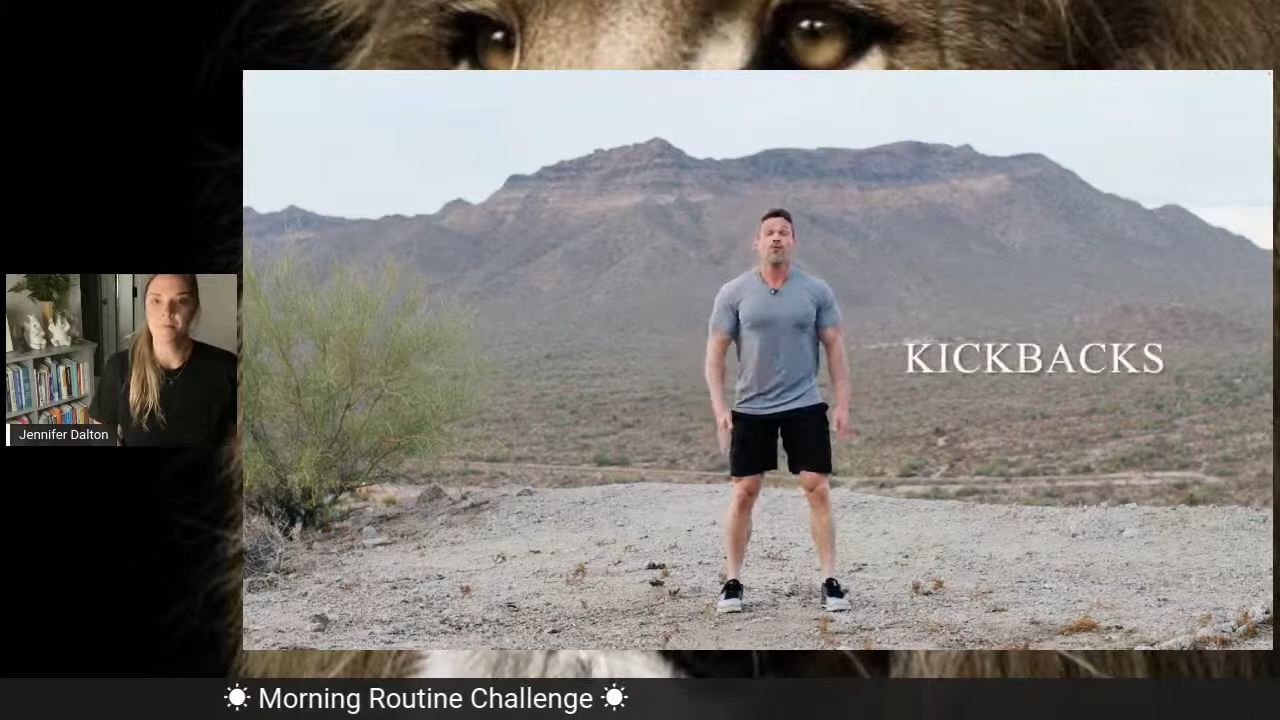 KICKBACKS
Jennifer Dalton
☀ Morning Routine Challenge ☀